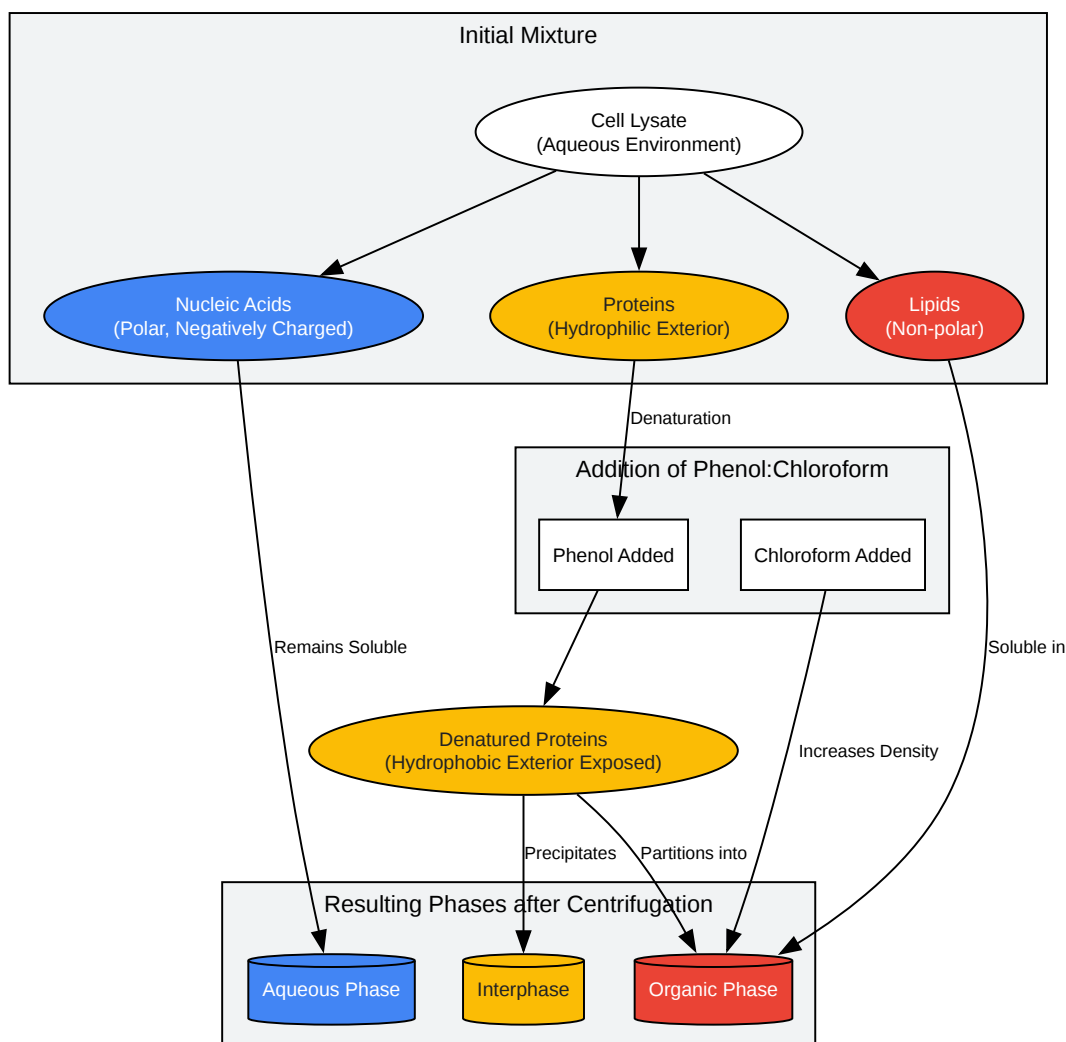 Initial Mixture
Cell Lysate
(Aqueous Environment)
Nucleic Acids
(Polar, Negatively Charged)
Proteins
(Hydrophilic Exterior)
Lipids
(Non-polar)
Denaturation
Addition of Phenol:Chloroform
Phenol Added
Chloroform Added
Remains Soluble
Soluble in
Denatured Proteins
(Hydrophobic Exterior Exposed)
Increases Density
Precipitates
Partitions into
Resulting Phases after Centrifugation
Aqueous Phase
Interphase
Organic Phase